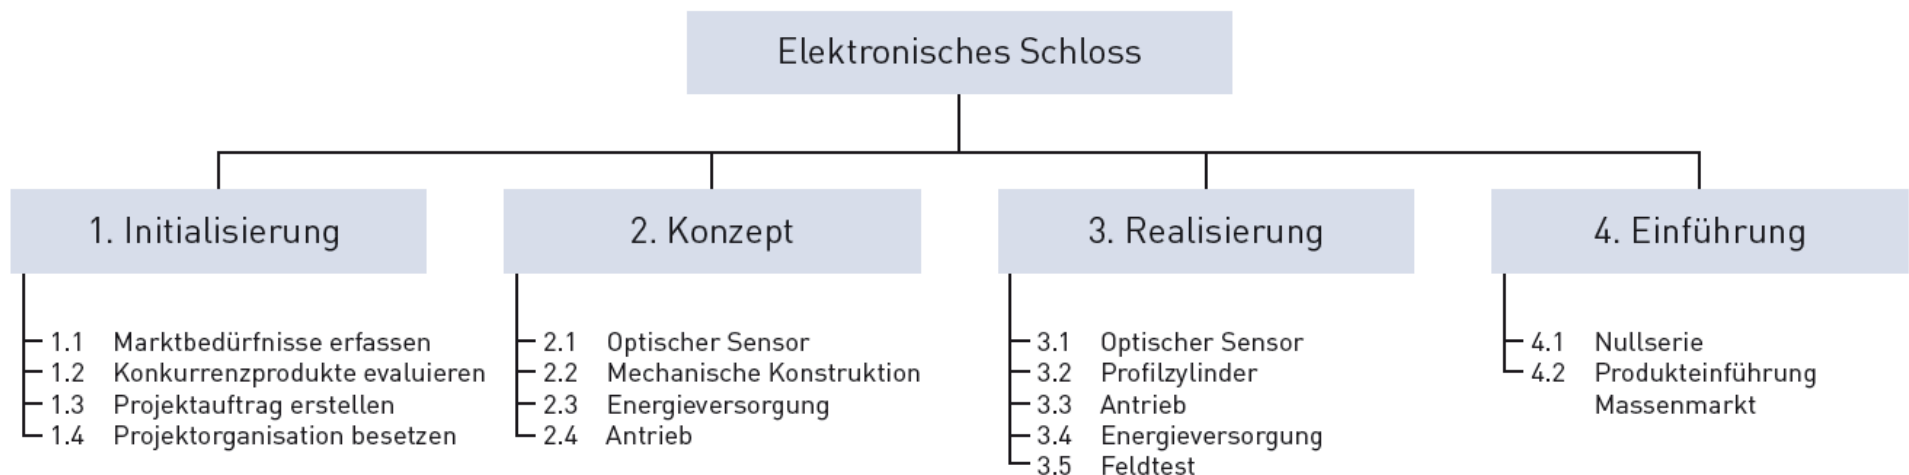 Elektronisches Schloss
1. Initialisierung
1.1 Marktbedürfnisse erfassen
1.2 Konkurrenzprodukte evaluieren
1.3 Projektauftrag erstellen
1.4 Projektorganisation besetzen
2. Konzept
2.1 Optischer Sensor
2.2 Mechanische Konstruktion
2.3 Energieversorgung
2.4 Antrieb
3. Realisierung
3.1 Optischer Sensor
3.2 Profilzylinder
3.3 Antrieb
3.4 Energieversorgung
3.5 Feldtest
4. Einführung
4.1 Nullserie
4.2 Produkteinführung
Massenmarkt